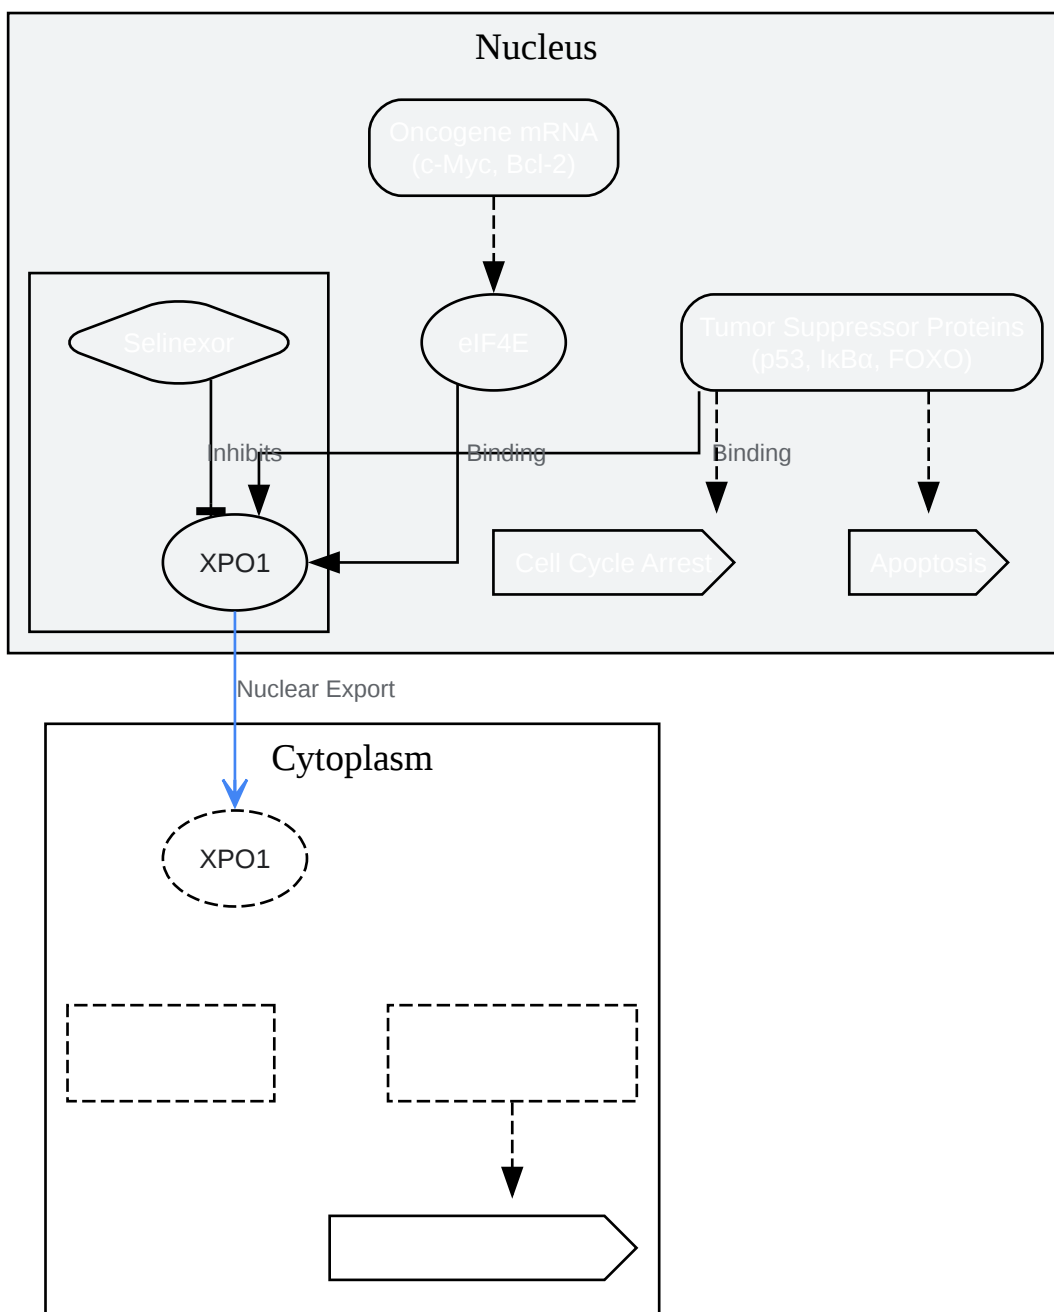 Nucleus
Oncogene mRNA
(c-Myc, Bcl-2)
Selinexor
eIF4E
Tumor Suppressor Proteins
(p53, IκBα, FOXO)
Inhibits
Binding
Binding
XPO1
Cell Cycle Arrest
Apoptosis
Nuclear Export
Cytoplasm
XPO1